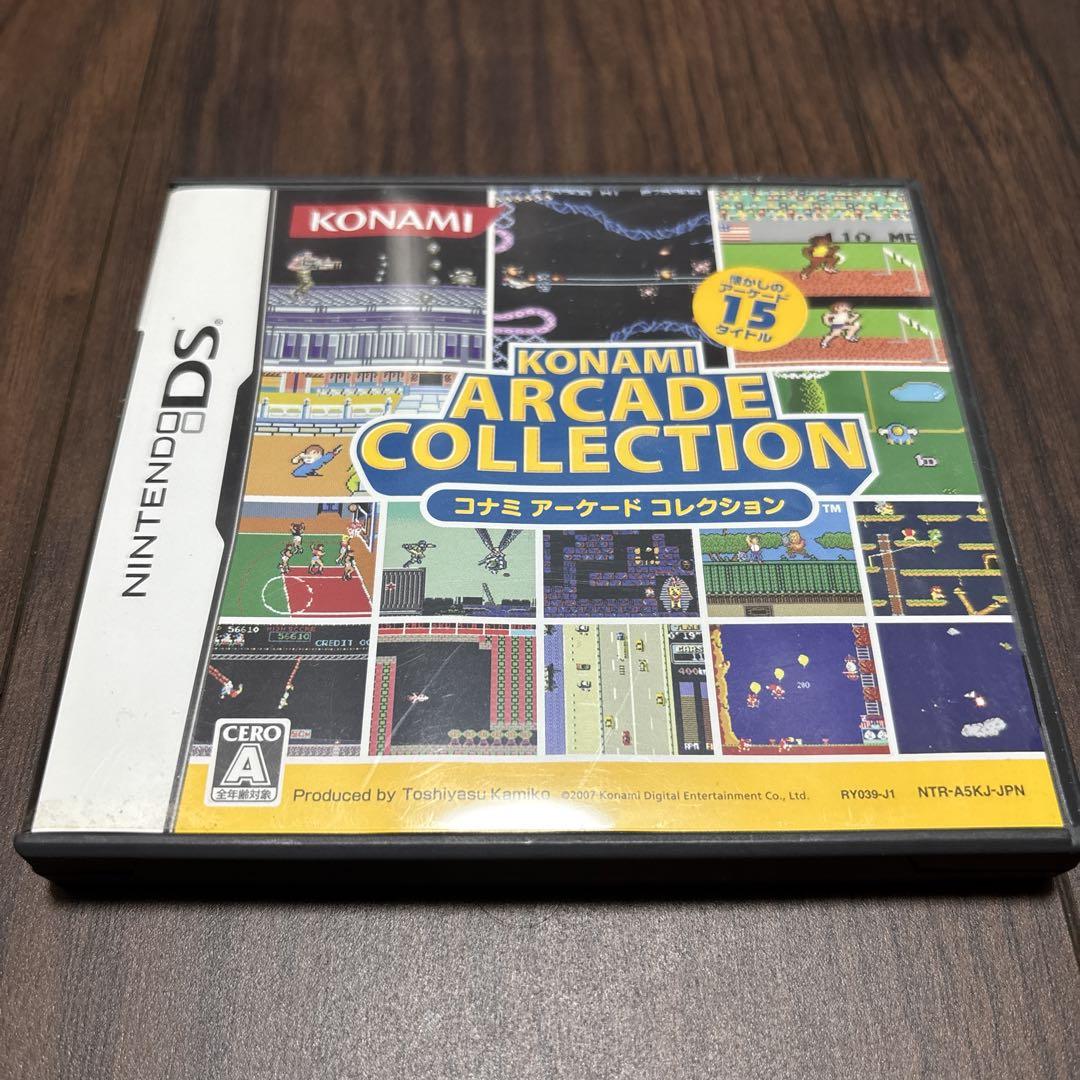 KONAMI
110 ME
懐かしの
アーケード
15
タイトル
KONAMI
ARCADE
COLLECTION
コナミ アーケード コレクション
TM
NINTENDO DS®
56610
56610
CREDIT 00
280
CERO
A
全年齢対象
Produced by Toshiyasu Kamiko ©2007 Konami Digital Entertainment Co., Ltd. RY039-J1 NTR-A5KJ-JPN